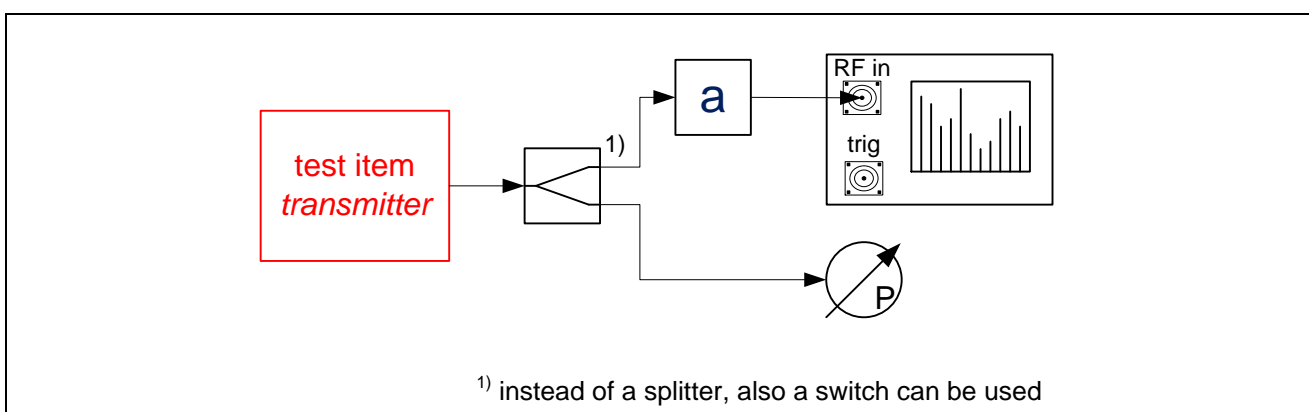 RF in
a
1)
trig
test item
transmitter
P
1) instead of a splitter, also a switch can be used